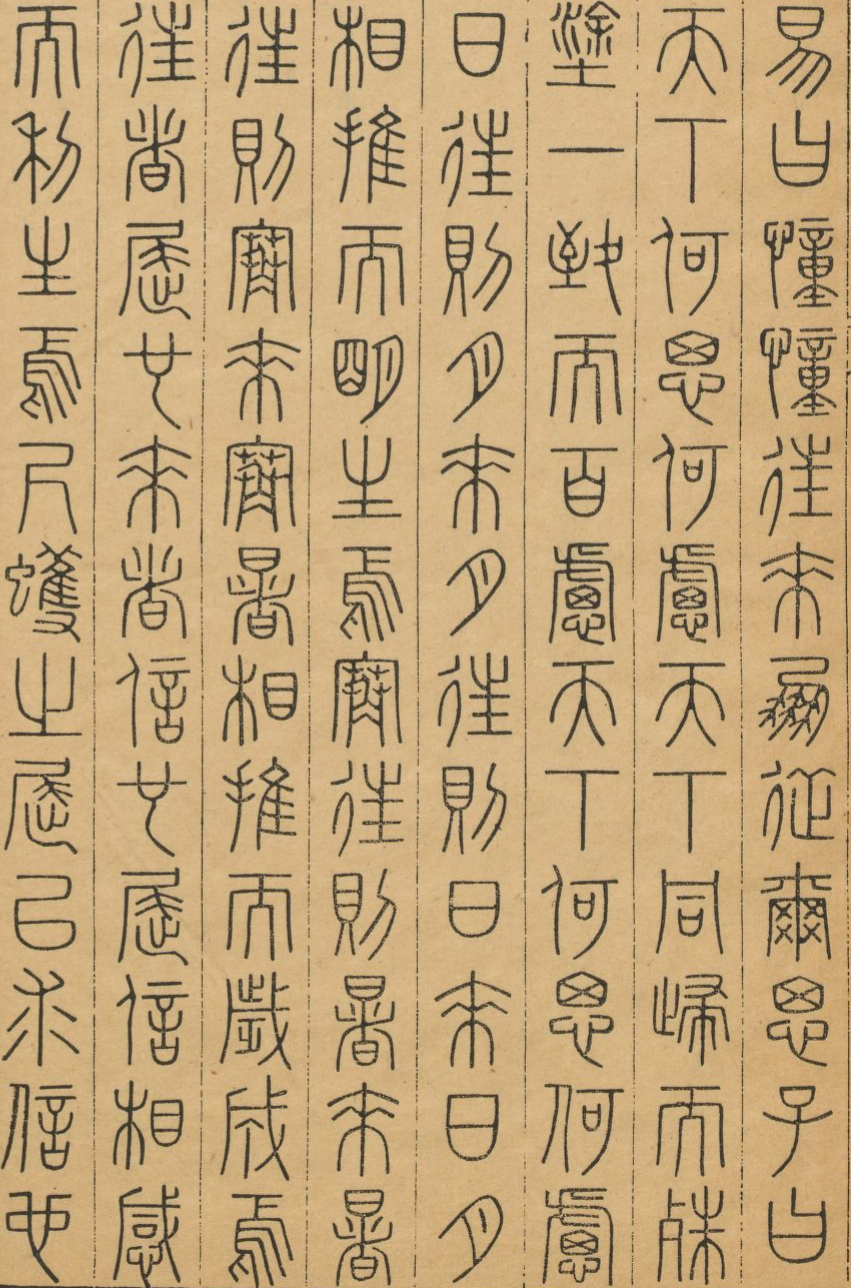 易曰憧憧往來朋從爾思子曰
天下何思何慮天下同歸而殊
塗一致而百慮天下何思何慮
日往則月來月往則日來日月
相推而明生焉寒往則暑來暑
往則寒來寒暑相推而歲成焉
往者屈也來者信也屈信相感
而利生焉尺蠖之屈以求信也